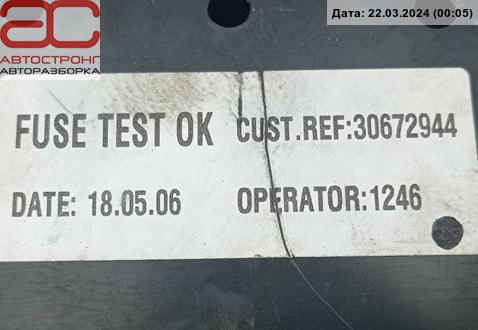 Дата: 22.03.2024 (00:05)
АС
АВТОСТРОНГ
АВТОРАЗБОРКА
FUSE TEST OK CUST.REF:30672944
DATE: 18.05.06 OPERATOR:1246